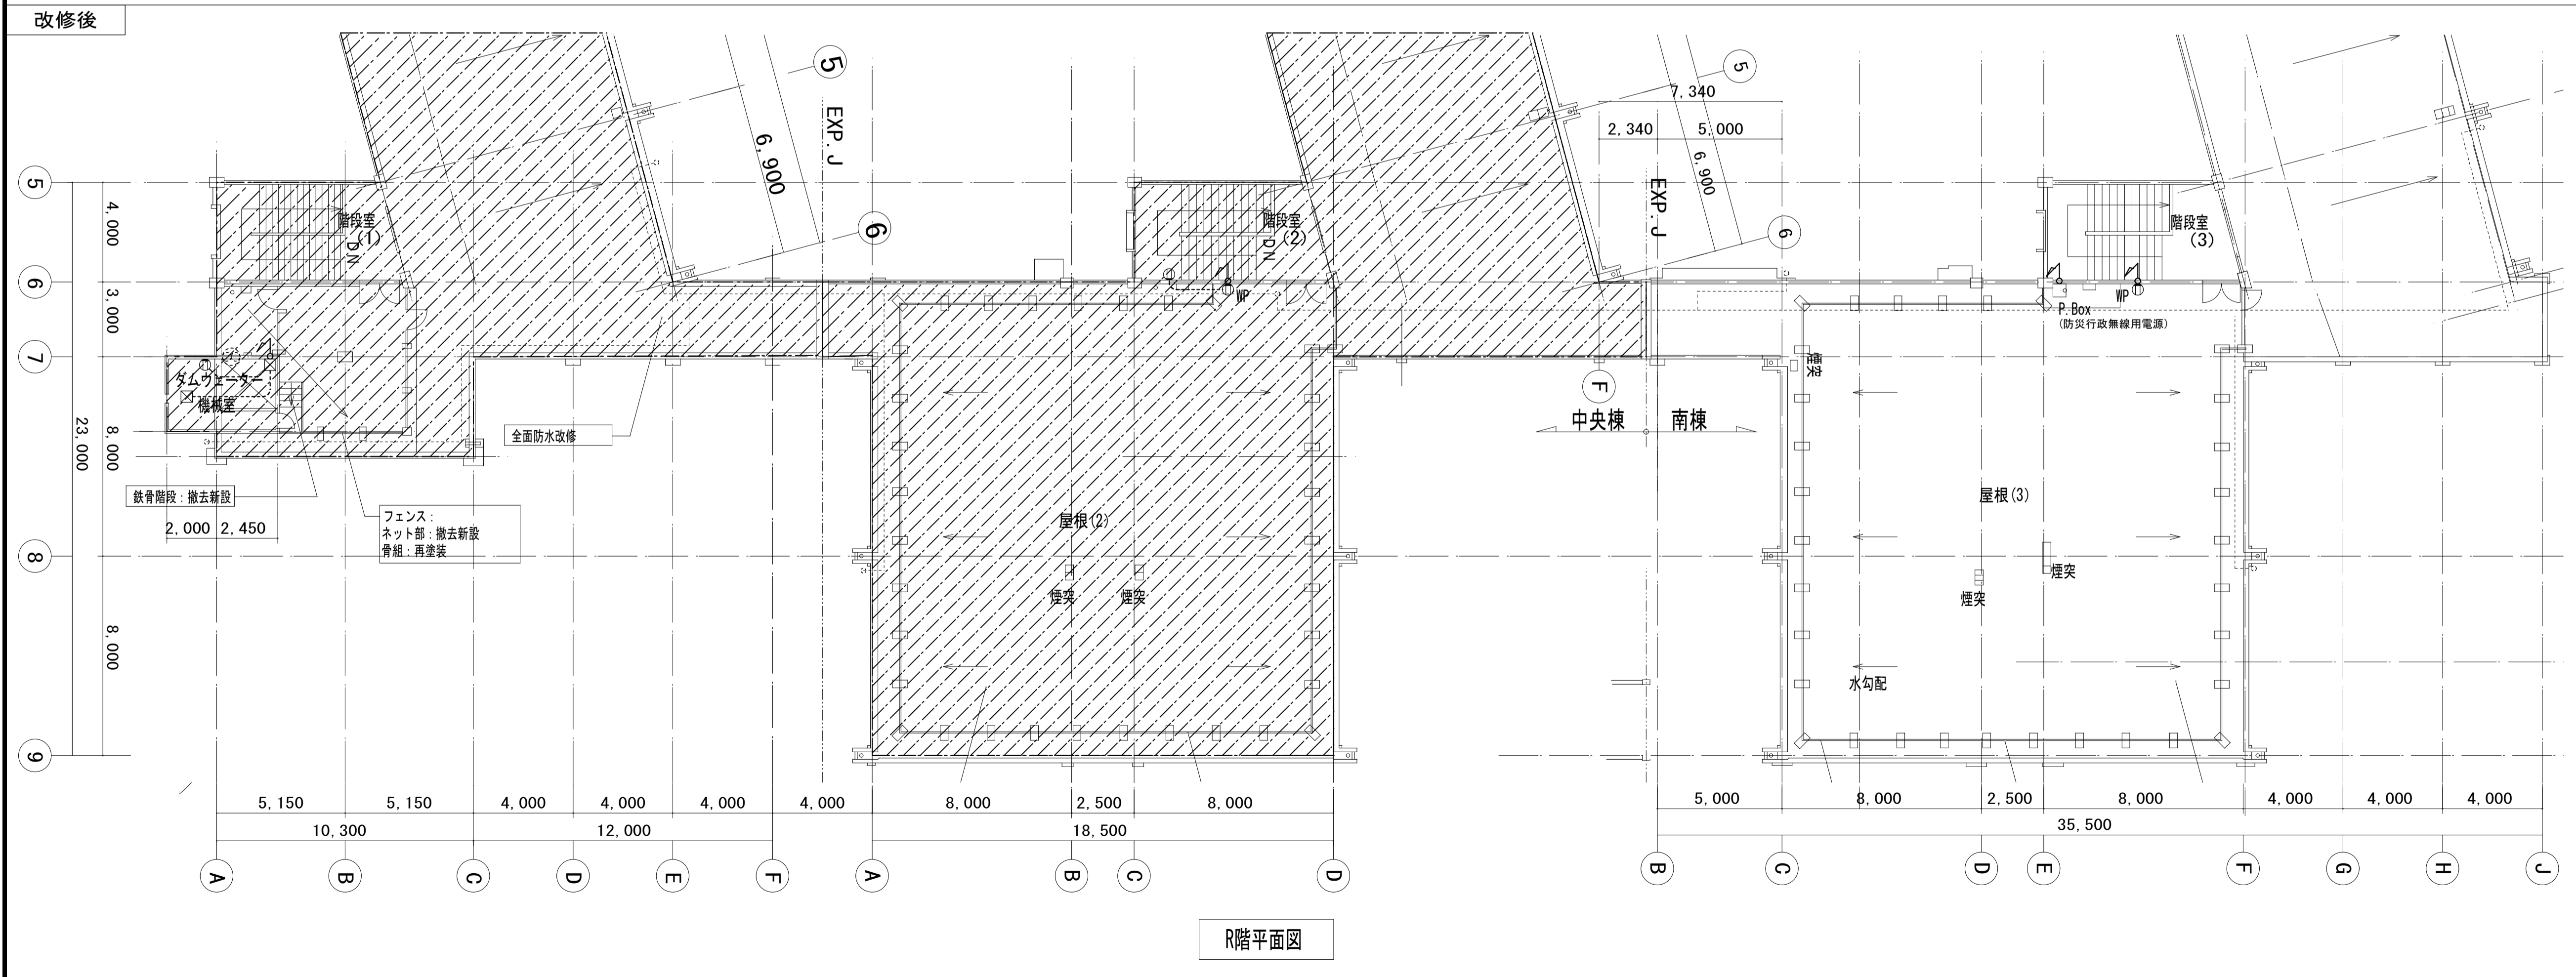 改修後
5
EXP.J
6,900
6
5
7,340
2,340 5,000
6,900
EXP.J
6
5
6
7
8
9
4,000
3,000
8,000
8,000
23,000
階段室
(1)
DN
階段室
(2)
DN
WP
階段室
(3)
WP
P.Box
(防災行政無線用電源)
ダムウェーター
機械室
煙突
F
中央棟 南棟
全面防水改修
鉄骨階段：撤去新設
2,000 2,450
フェンス：
ネット部：撤去新設
骨組：再塗装
屋根(2)
煙突 煙突
屋根(3)
煙突
煙突
水勾配
5,150 5,150 4,000 4,000 4,000 4,000 8,000 2,500 8,000
10,300 12,000 18,500
5,000 8,000 2,500 8,000 4,000 4,000 4,000
35,500
A B C D E F A B C D B C D E F G H J
R階平面図